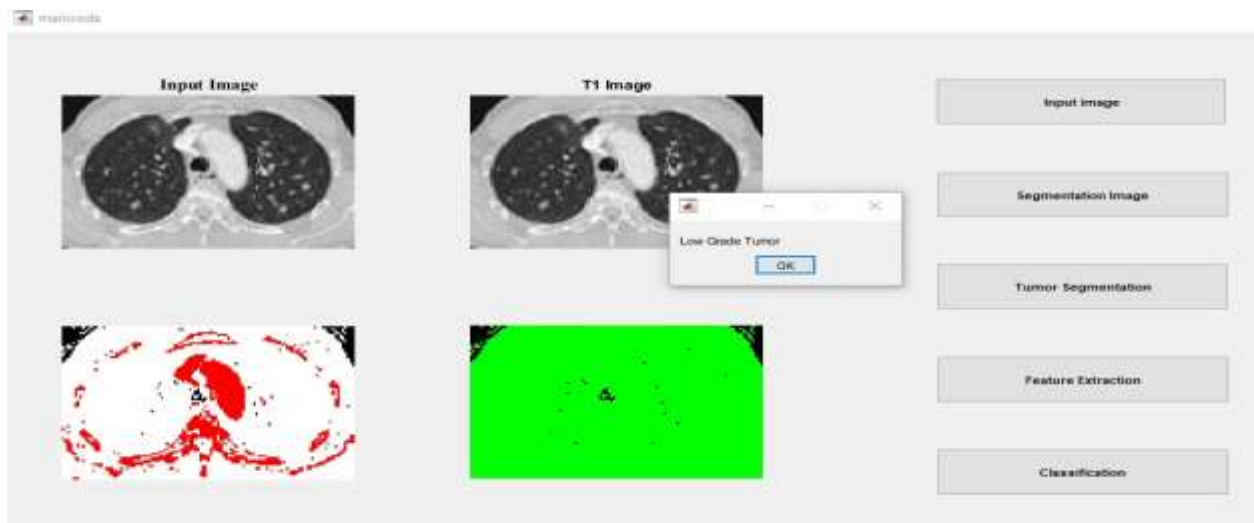 Input Image
T1 Image
Input Image
Segmentation Image
Low Grade Tumor
OK
Tumor Segmentation
Feature Extraction
Classification